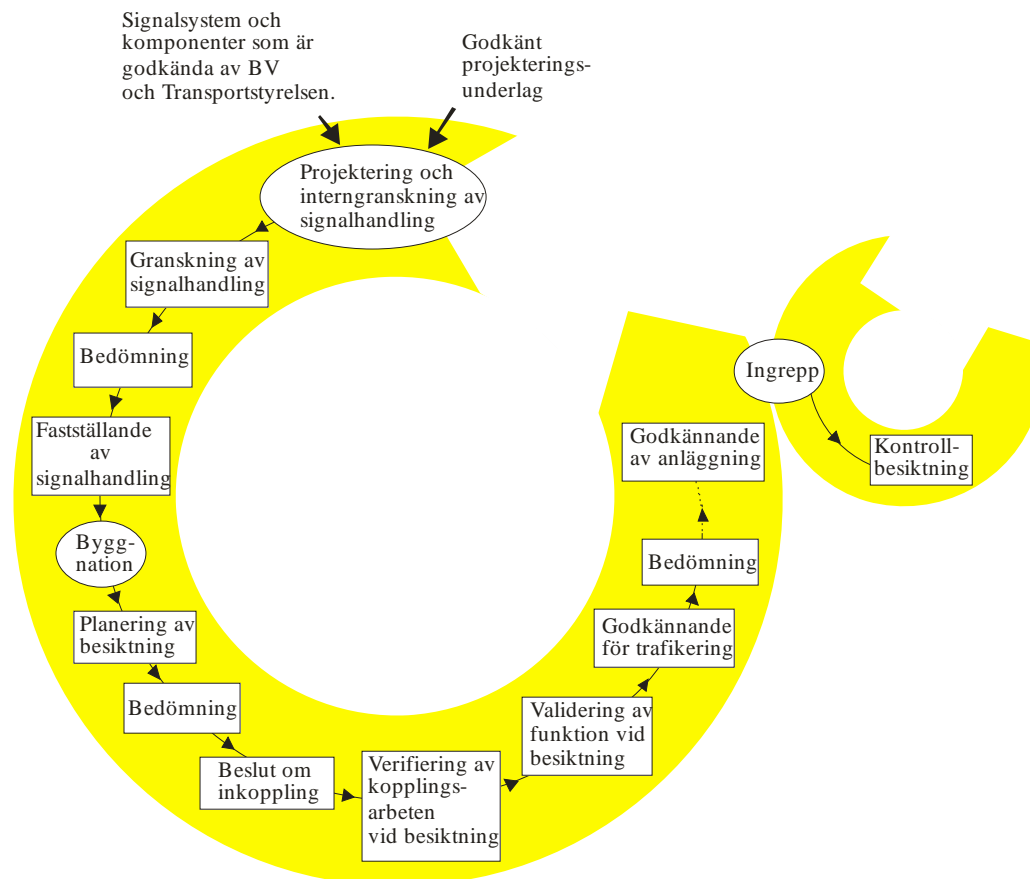 Signalsystem och
komponenter som är
godkända av BV
och Transportstyrelsen.
Godkänt
projekterings-
underlag
Projektering och
interngranskning av
signalhandling
Granskning av
signalhandling
Bedömning
Fastställande
av
signalhandling
Bygg-
nation
Planering av
besiktning
Bedömning
Beslut om
inkoppling
Verifiering av
kopplings-
arbeten
vid besiktning
Validering av
funktion vid
besiktning
Godkännande
för trafikering
Bedömning
Godkännande
av anläggning
Ingrepp
Kontroll-
besiktning